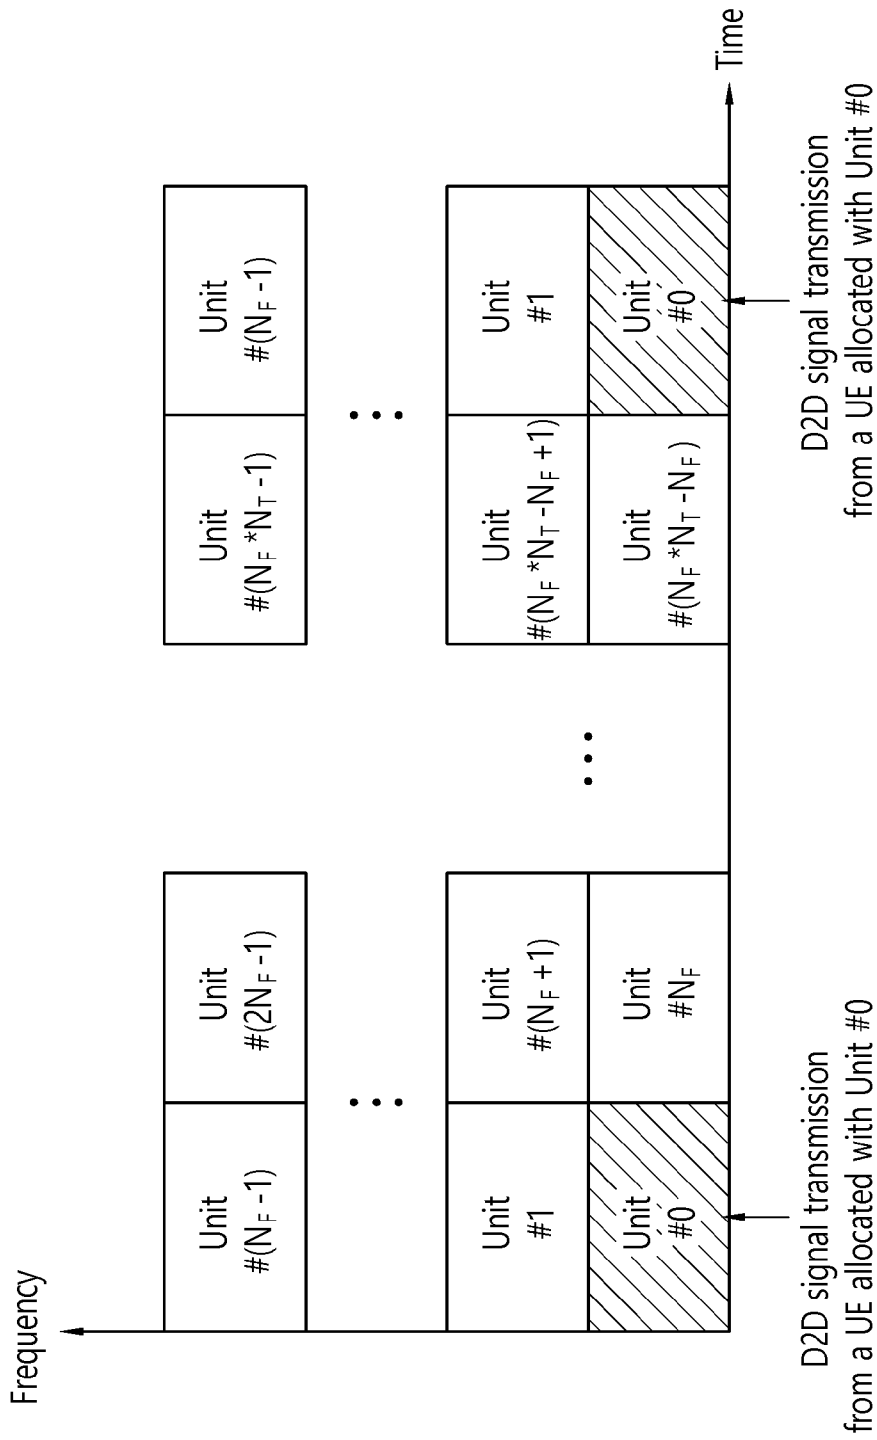 Frequency
Unit
#(N_F -1)
Unit
#(2N_F -1)
Unit
#(N_F *N_T -1)
Unit
#(N_F -1)
Unit
#1
Unit
#(N_F +1)
Unit
#(N_F *N_T -N_F +1)
Unit
#1
Unit
#0
Unit
#N_F
Unit
#(N_F *N_T -N_F )
Unit
#0
Time
D2D signal transmission
from a UE allocated with Unit #0
D2D signal transmission
from a UE allocated with Unit #0